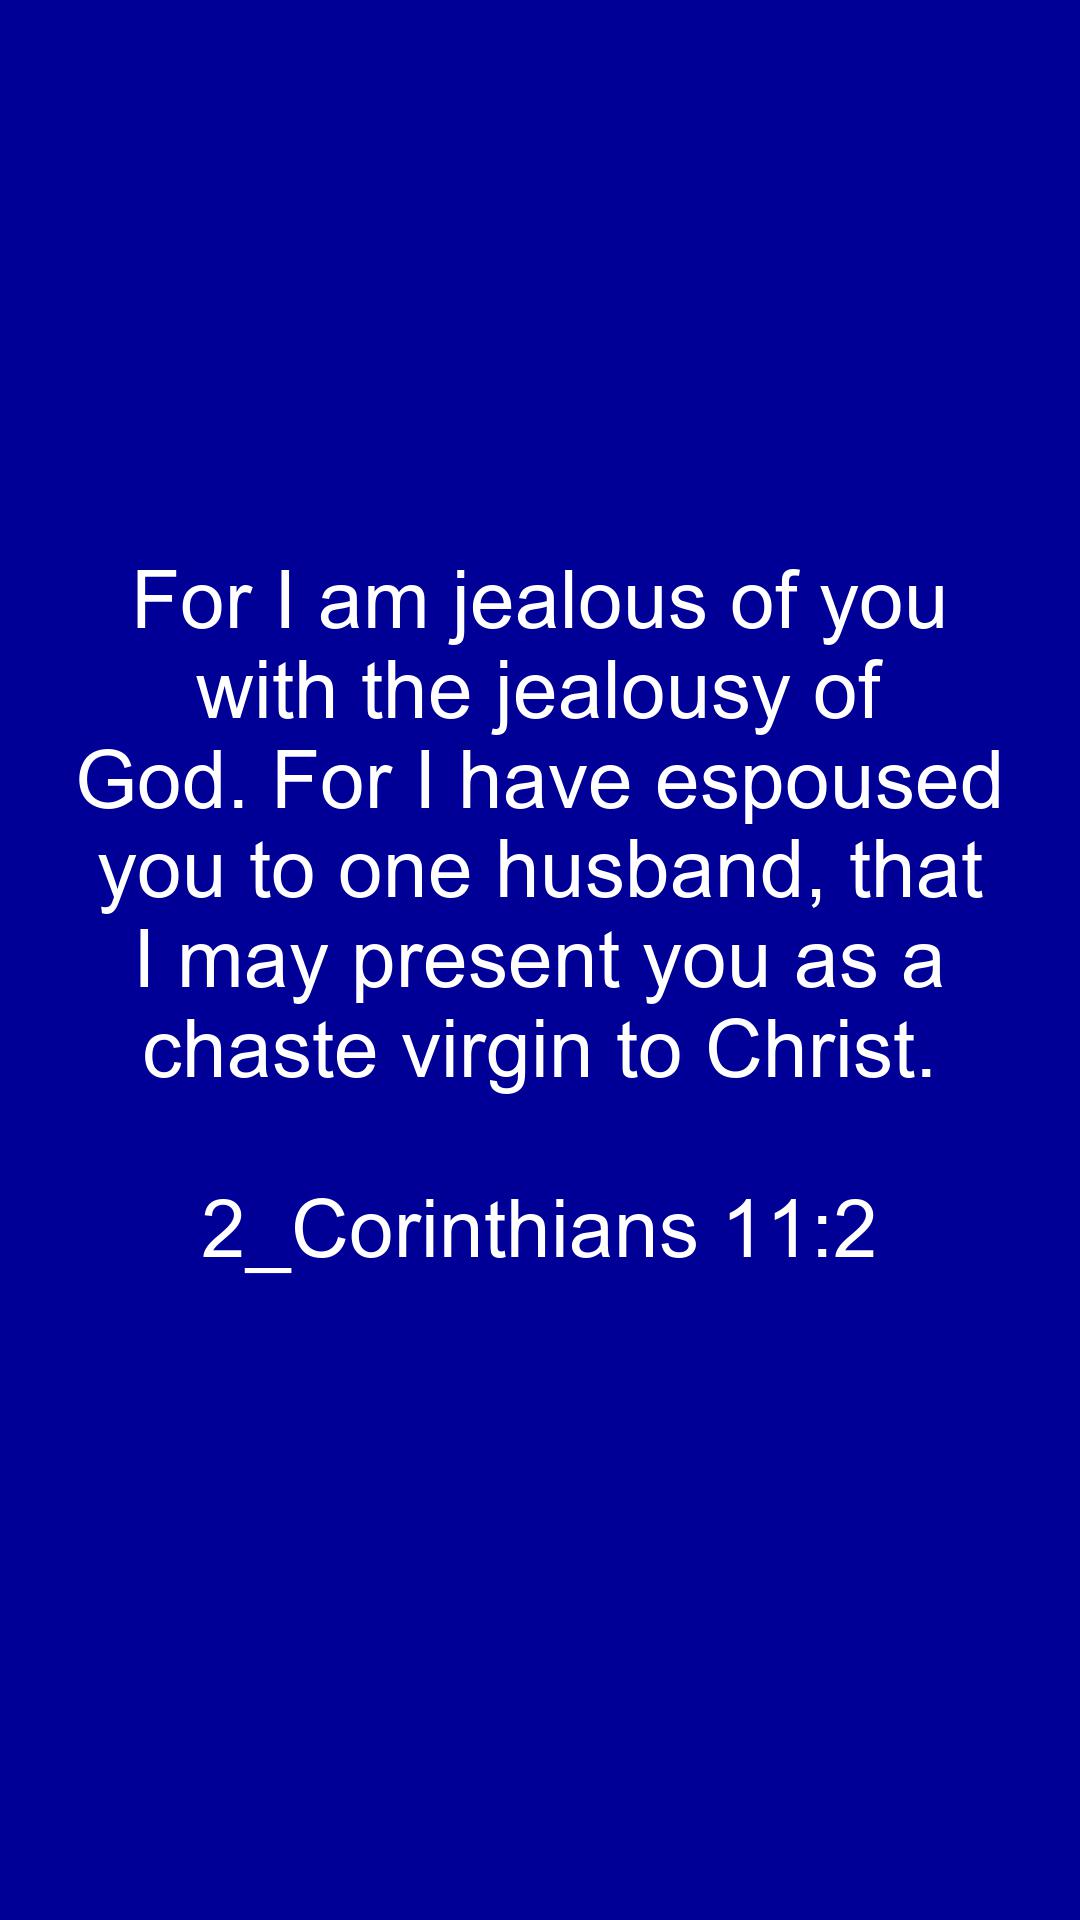 For I am jealous of you
with the jealousy of
God. For I have espoused
you to one husband, that
I may present you as a
chaste virgin to Christ.
2_Corinthians 11:2